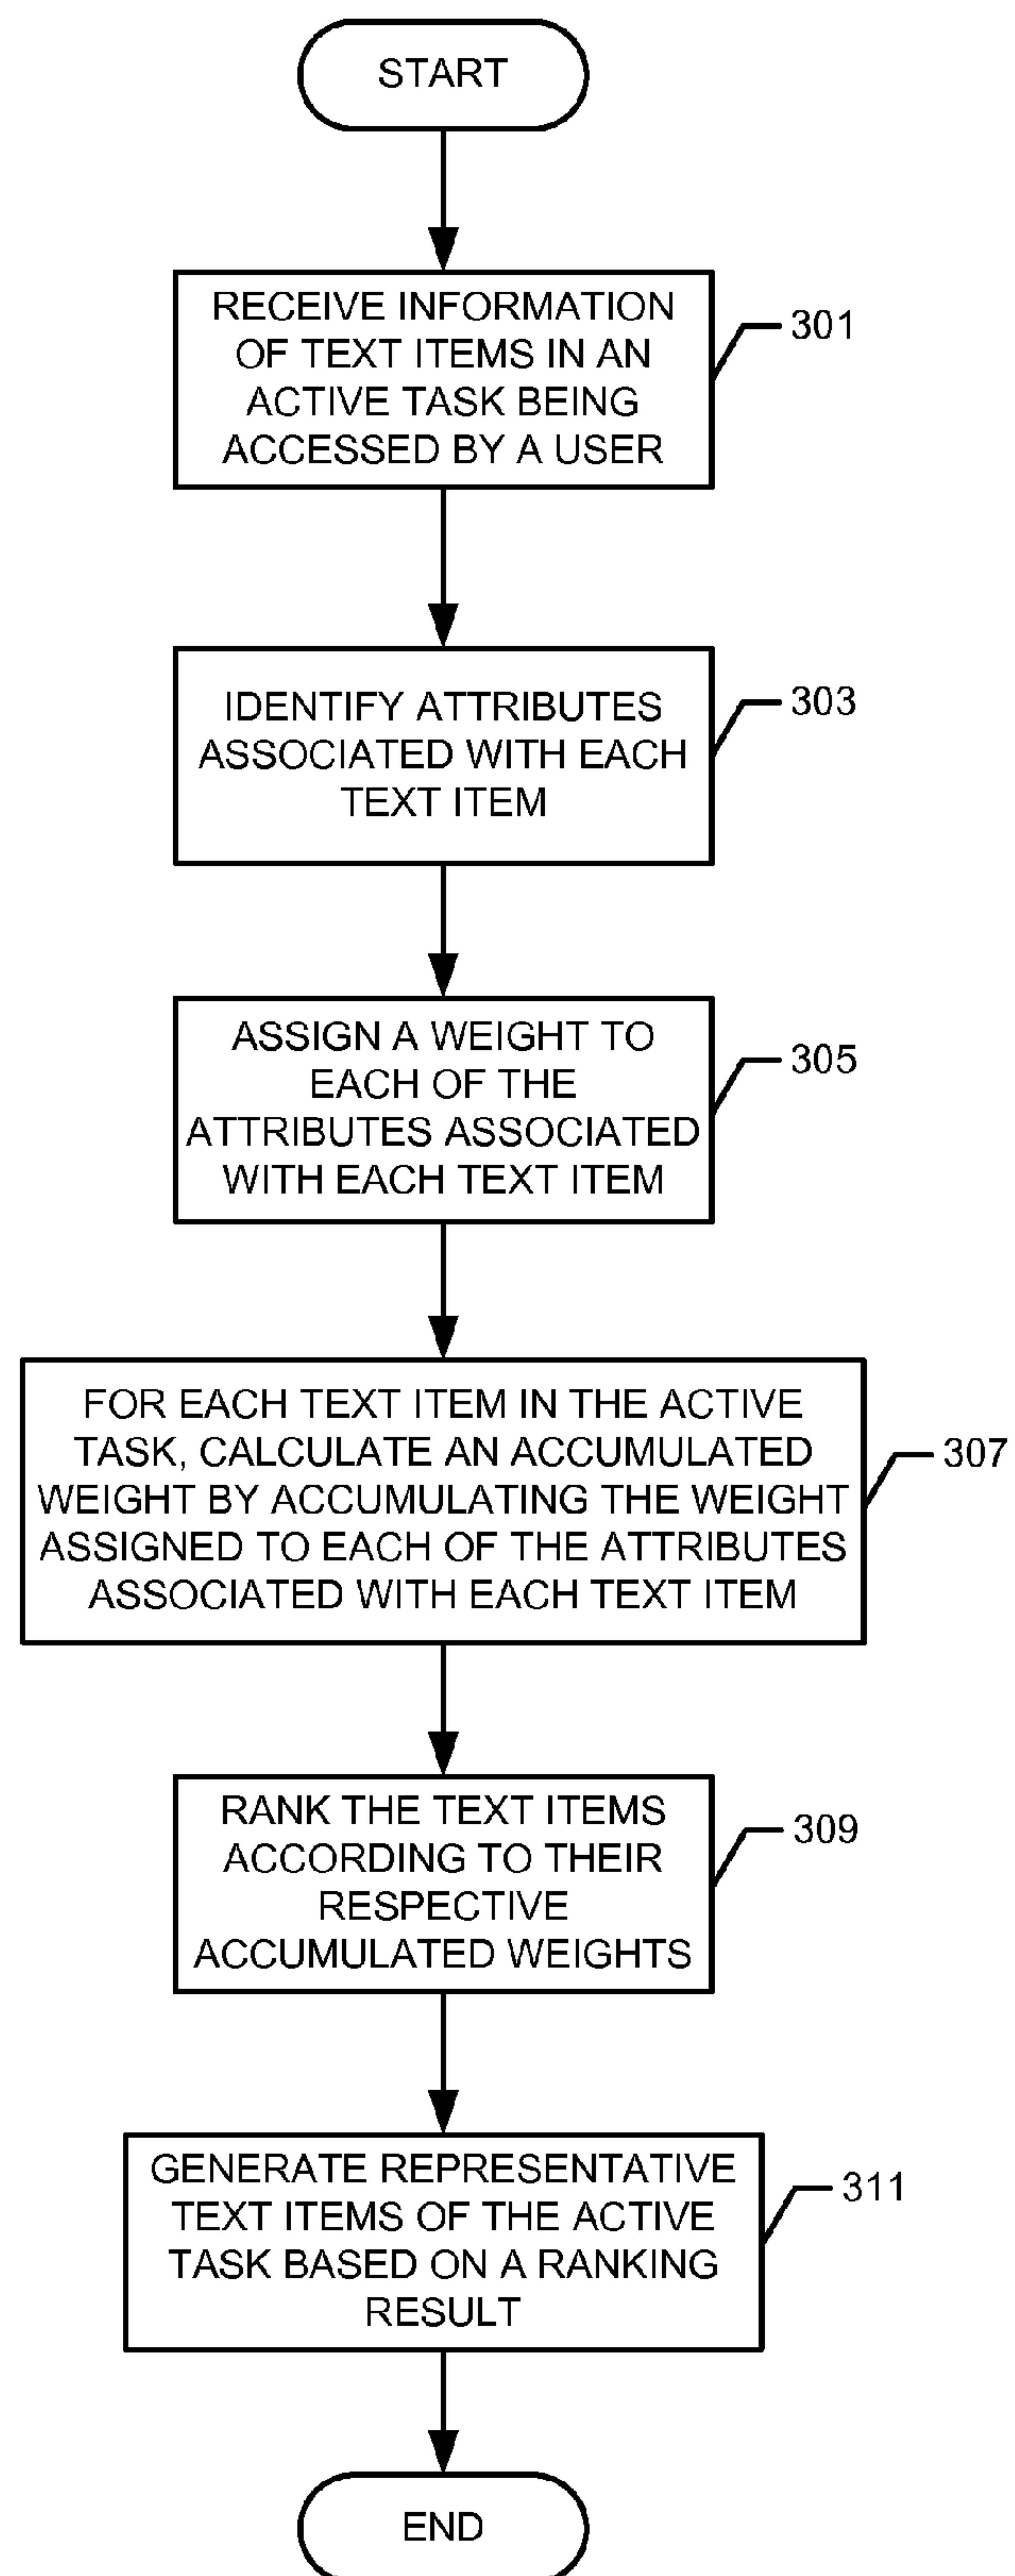 START
RECEIVE INFORMATION
OF TEXT ITEMS IN AN
ACTIVE TASK BEING
ACCESSED BY A USER
301
IDENTIFY ATTRIBUTES
ASSOCIATED WITH EACH
TEXT ITEM
303
ASSIGN A WEIGHT TO
EACH OF THE
ATTRIBUTES ASSOCIATED
WITH EACH TEXT ITEM
305
FOR EACH TEXT ITEM IN THE ACTIVE
TASK, CALCULATE AN ACCUMULATED
WEIGHT BY ACCUMULATING THE WEIGHT
ASSIGNED TO EACH OF THE ATTRIBUTES
ASSOCIATED WITH EACH TEXT ITEM
307
RANK THE TEXT ITEMS
ACCORDING TO THEIR
RESPECTIVE
ACCUMULATED WEIGHTS
309
GENERATE REPRESENTATIVE
TEXT ITEMS OF THE ACTIVE
TASK BASED ON A RANKING
RESULT
311
END